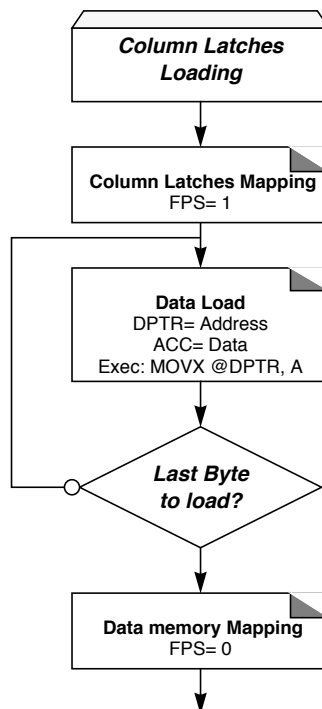 Column Latches
Loading
Column Latches Mapping
FPS= 1
Data Load
DPTR= Address
ACC= Data
Exec: MOVX @DPTR, A
Last Byte
to load?
Data memory Mapping
FPS= 0